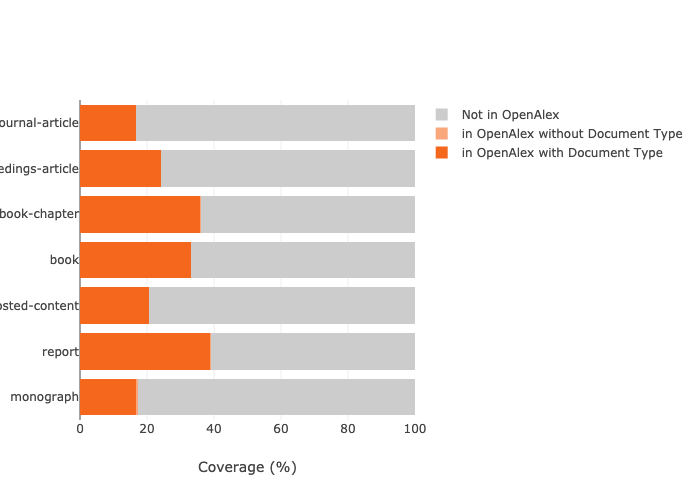 ournal-article
edings-article
book-chapter
book
osted-content
report
monograph
0 20 40 60 80 100
Coverage (%)
Not in OpenAlex
in OpenAlex without Document Type
in OpenAlex with Document Type